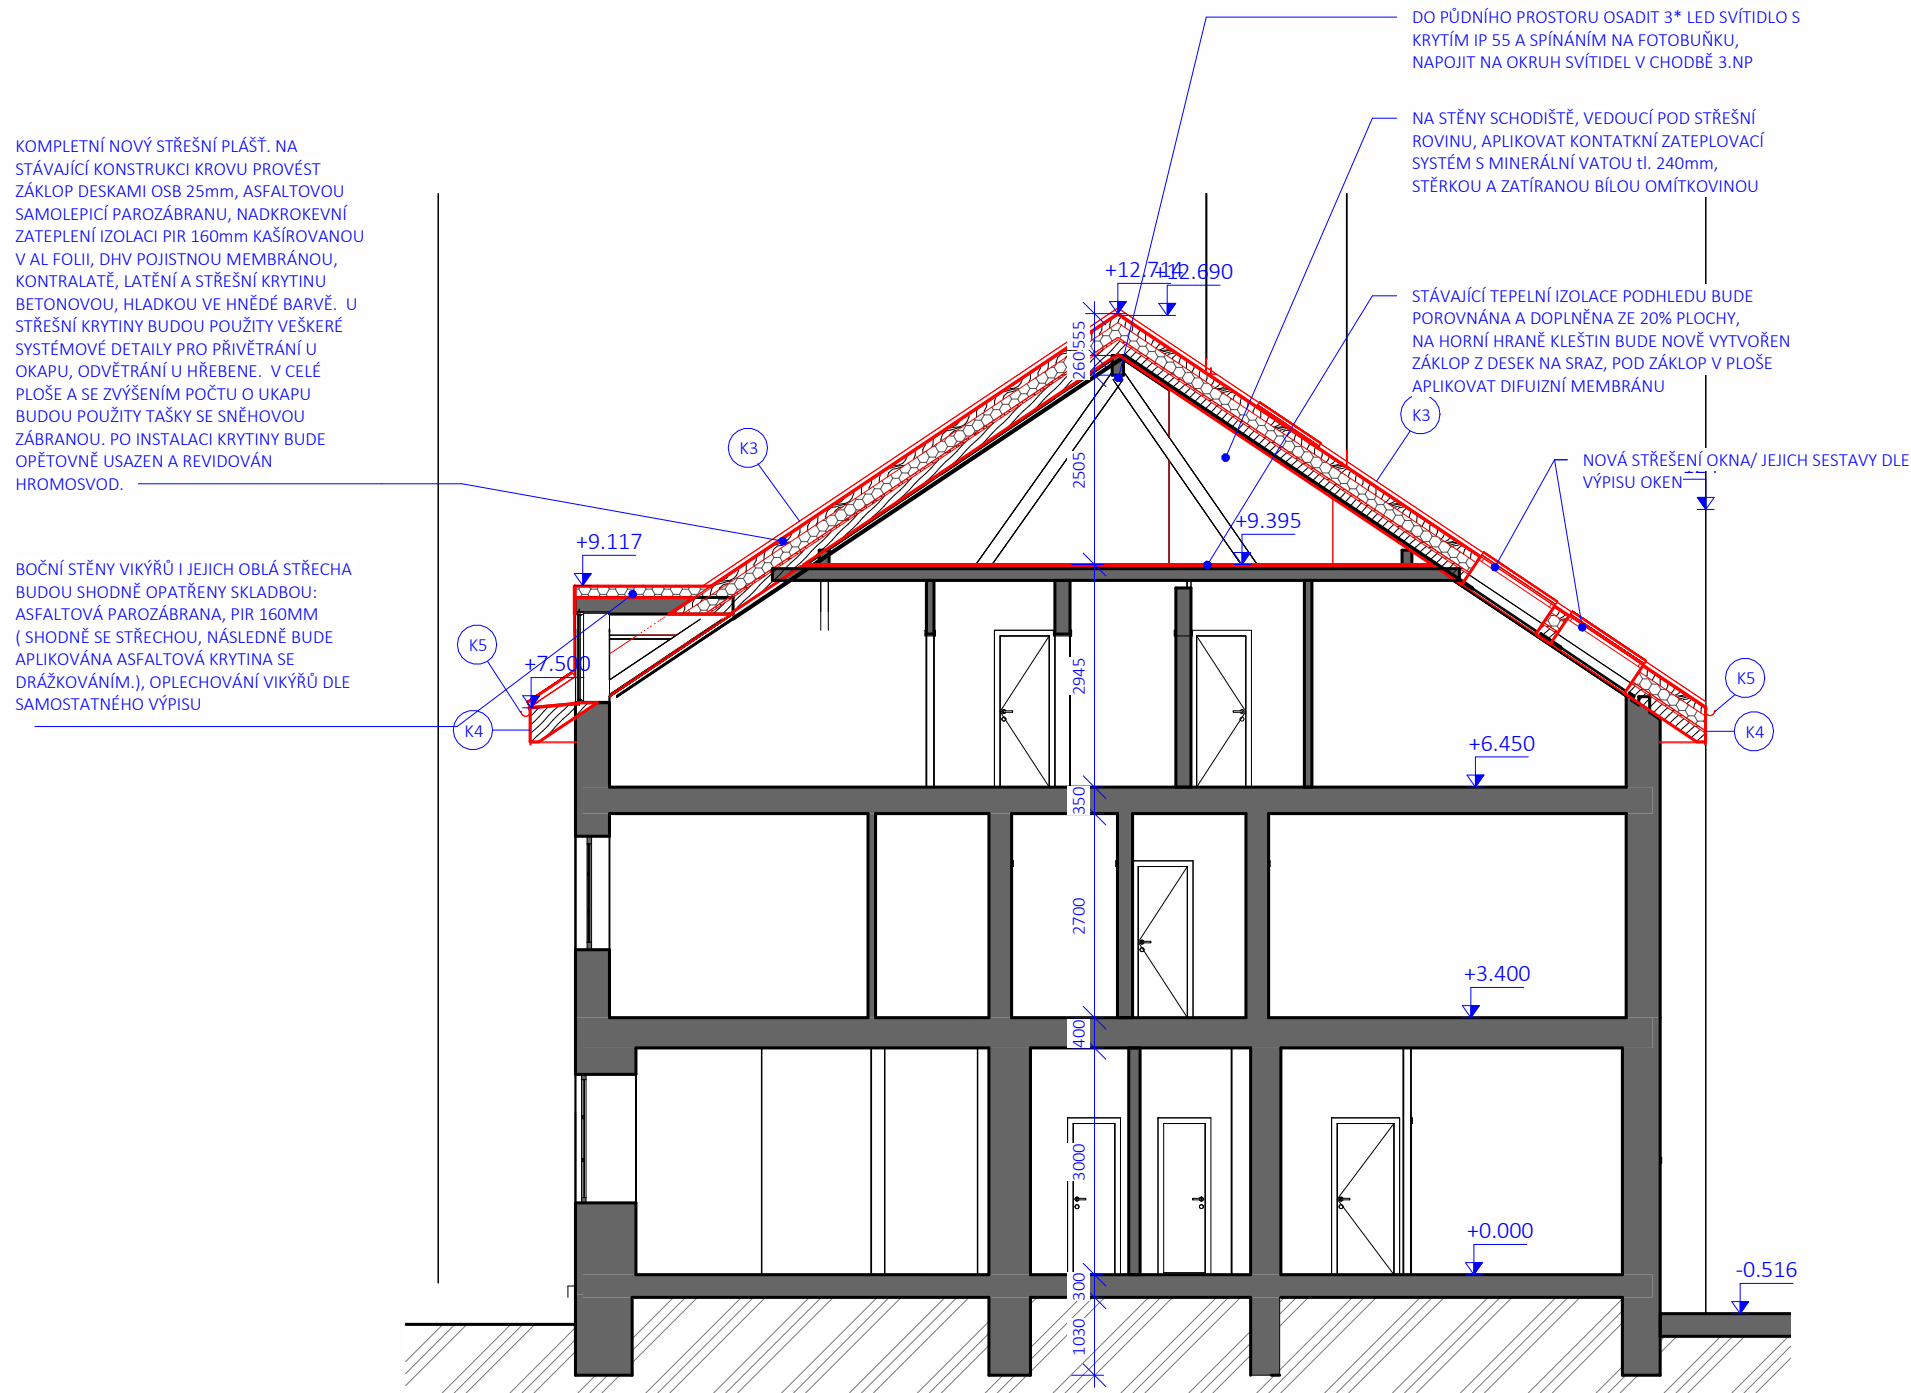 DO PŮDNÍHO PROSTORU OSADIT 3* LED SVÍTIDLO S
KRYTÍM IP 55 A SPÍNÁNÍM NA FOTOBUŇKU,
NAPOJIT NA OKRUH SVÍTIDEL V CHODBĚ 3.NP
NA STĚNY SCHODIŠTĚ, VEDOUCÍ POD STŘEŠNÍ
ROVINU, APLIKOVAT KONTATKNÍ ZATEPLOVACÍ
SYSTÉM S MINERÁLNÍ VATOU tl. 240mm,
STĚRKOU A ZATÍRANOU BÍLOU OMÍTKOVINOU
KOMPLETNÍ NOVÝ STŘEŠNÍ PLÁŠŤ. NA
STÁVAJÍCÍ KONSTRUKCI KROVU PROVÉST
ZÁKLOP DESKAMI OSB 25mm, ASFALTOVOU
SAMOLEPICÍ PAROZÁBRANU, NADKROKEVNÍ
ZATEPLENÍ IZOLACI PIR 160mm KAŠÍROVANOU
V AL FOLII, DHV POJISTNOU MEMBRÁNOU,
KONTRALATĚ, LATĚNÍ A STŘEŠNÍ KRYTINU
BETONOVOU, HLADKOU VE HNĚDÉ BARVĚ. U
STŘEŠNÍ KRYTINY BUDOU POUŽITY VEŠKERÉ
SYSTÉMOVÉ DETAILY PRO PŘIVĚTRÁNÍ U
OKAPU, ODVĚTRÁNÍ U HŘEBENE. V CELÉ
PLOŠE A SE ZVÝŠENÍM POČTU O UKAPU
BUDOU POUŽITY TAŠKY SE SNĚHOVOU
ZÁBRANOU. PO INSTALACI KRYTINY BUDE
OPĚTOVNĚ USAZEN A REVIDOVÁN
HROMOSVOD.
STÁVAJÍCÍ TEPELNÍ IZOLACE PODHLEDU BUDE
POROVNÁNA A DOPLNĚNA ZE 20% PLOCHY,
NA HORNÍ HRANĚ KLEŠTIN BUDE NOVĚ VYTVOŘEN
ZÁKLOP Z DESEK NA SRAZ, POD ZÁKLOP V PLOŠE
APLIKOVAT DIFUIZNÍ MEMBRÁNU
NOVÁ STŘEŠENÍ OKNA/ JEJICH SESTAVY DLE
VÝPISU OKEN
BOČNÍ STĚNY VIKÝŘŮ I JEJICH OBLÁ STŘECHA
BUDOU SHODNĚ OPATŘENY SKLADBOU:
ASFALTOVÁ PAROZÁBRANA, PIR 160MM
( SHODNĚ SE STŘECHOU, NÁSLEDNĚ BUDE
APLIKOVÁNA ASFALTOVÁ KRYTINA SE
DRÁŽKOVÁNÍM.), OPLECHOVÁNÍ VIKÝŘŮ DLE
SAMOSTATNÉHO VÝPISU
+12.714
+12.690
555
260
K3
K3
2505
+9.395
+9.117
K5
+7.500
K4
2945
K5
K4
+6.450
350
2700
+3.400
400
3000
+0.000
300
-0.516
1030